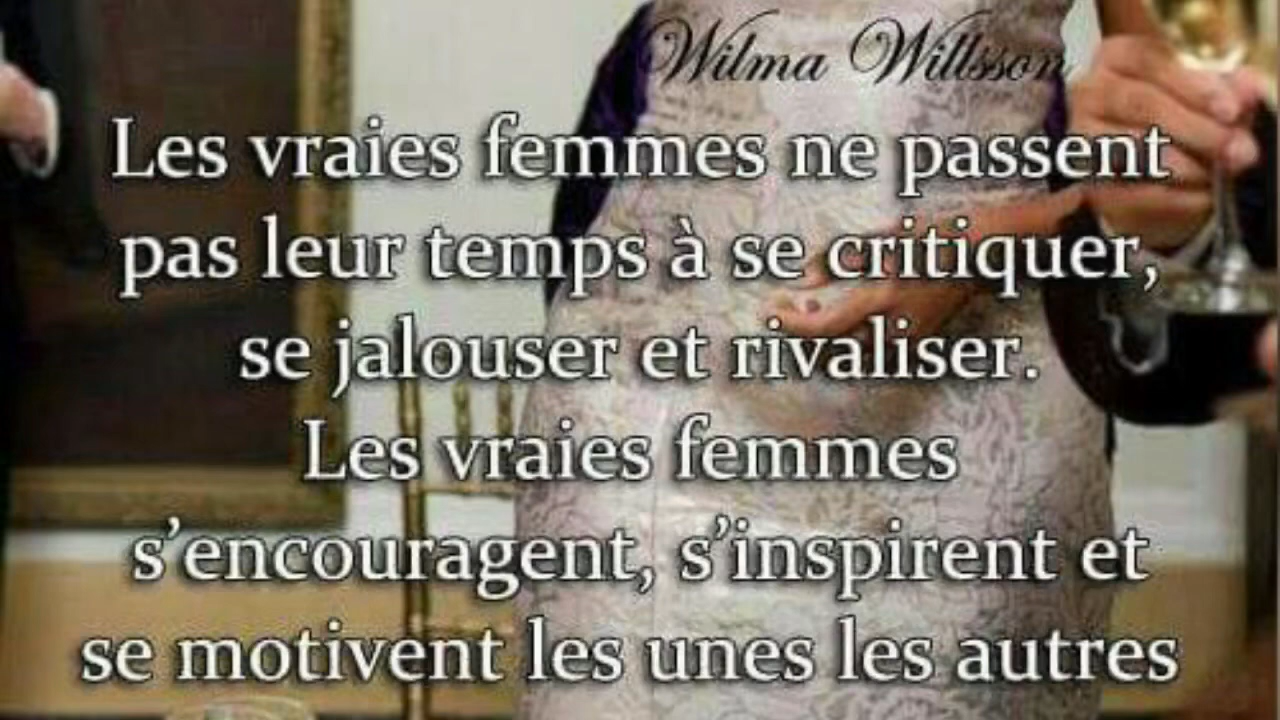 Wilma Willsson
Les vraies femmes ne passent
pas leur temps à se critiquer,
se jalouser et rivaliser.
Les vraies femmes
s’encouragent, s’inspirent et
se motivent les unes les autres